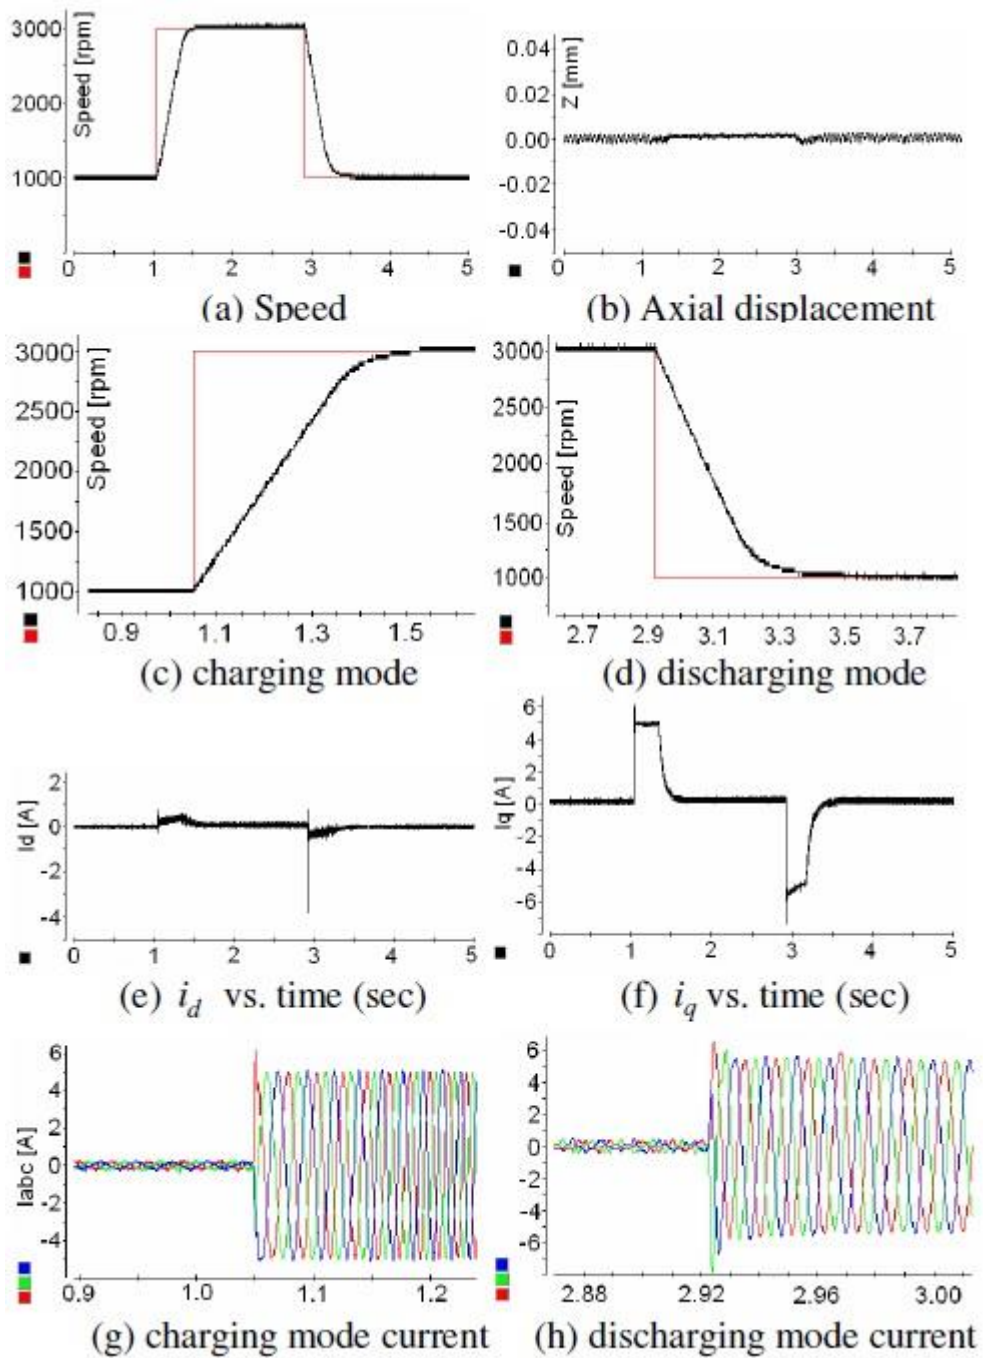 3000
2000
1000
Speed [rpm]
0 1 2 3 4 5
(a) Speed
0.04
0.02
0.00
-0.02
-0.04
Z [mm]
0 1 2 3 4 5
(b) Axial displacement
3000
2500
2000
1500
1000
Speed [rpm]
0.9 1.1 1.3 1.5
(c) charging mode
3000
2500
2000
1500
1000
Speed [rpm]
2.7 2.9 3.1 3.3 3.5 3.7
(d) discharging mode
2
0
-2
-4
Id [A]
0 1 2 3 4 5
(e) i_d vs. time (sec)
6
4
2
0
-2
-4
-6
Iq [A]
0 1 2 3 4 5
(f) i_q vs. time (sec)
6
4
2
0
-2
-4
Iabc [A]
0.9 1.0 1.1 1.2
(g) charging mode current
6
4
2
0
-2
-4
-6
2.88 2.92 2.96 3.00
(h) discharging mode current